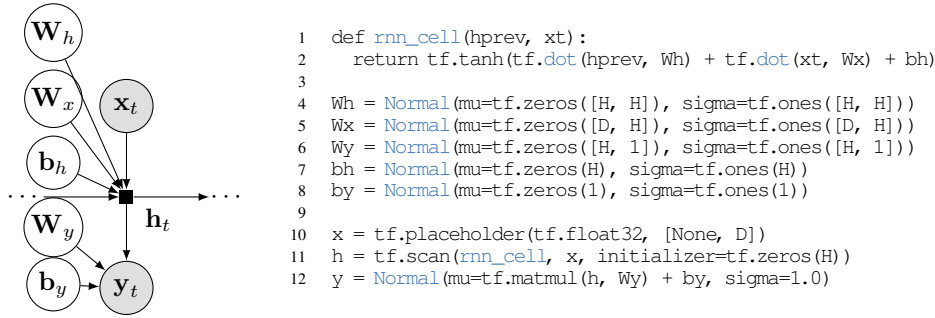 W_h
W_x
x_t
b_h
· · ·
· · ·
h_t
W_y
b_y
y_t
1 def rnn_cell(hprev, xt):
2   return tf.tanh(tf.dot(hprev, Wh) + tf.dot(xt, Wx) + bh)
3
4 Wh = Normal(mu=tf.zeros([H, H]), sigma=tf.ones([H, H]))
5 Wx = Normal(mu=tf.zeros([D, H]), sigma=tf.ones([D, H]))
6 Wy = Normal(mu=tf.zeros([H, 1]), sigma=tf.ones([H, 1]))
7 bh = Normal(mu=tf.zeros(H), sigma=tf.ones(H))
8 by = Normal(mu=tf.zeros(1), sigma=tf.ones(1))
9
10 x = tf.placeholder(tf.float32, [None, D])
11 h = tf.scan(rnn_cell, x, initializer=tf.zeros(H))
12 y = Normal(mu=tf.matmul(h, Wy) + by, sigma=1.0)